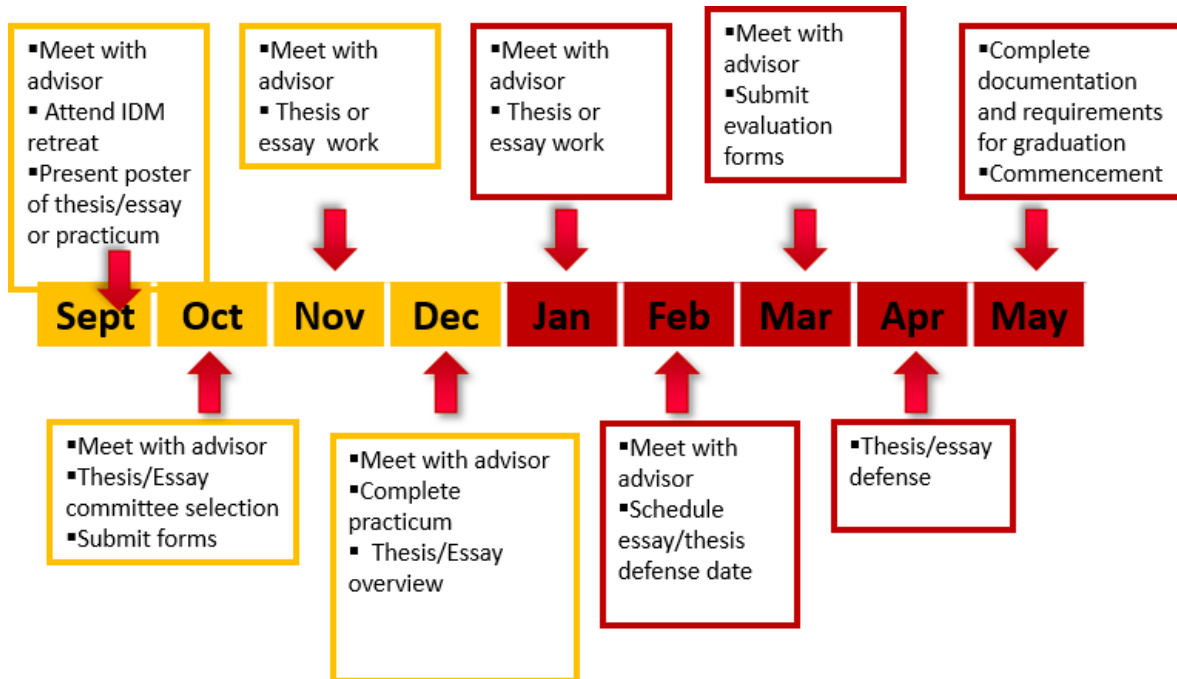 ▪Meet with
advisor
▪ Attend IDM
retreat
▪Present poster
of thesis/essay
or practicum
▪Meet with
advisor
▪ Thesis or
essay work
▪Meet with
advisor
▪ Thesis or
essay work
▪Meet with
advisor
▪Submit
evaluation
forms
▪Complete
documentation
and requirements
for graduation
▪Commencement
Sept Oct Nov Dec Jan Feb Mar Apr May
▪Meet with advisor
▪Thesis/Essay
committee selection
▪Submit forms
▪Meet with advisor
▪Complete
practicum
▪ Thesis/Essay
overview
▪Meet with
advisor
▪Schedule
essay/thesis
defense date
▪Thesis/essay
defense